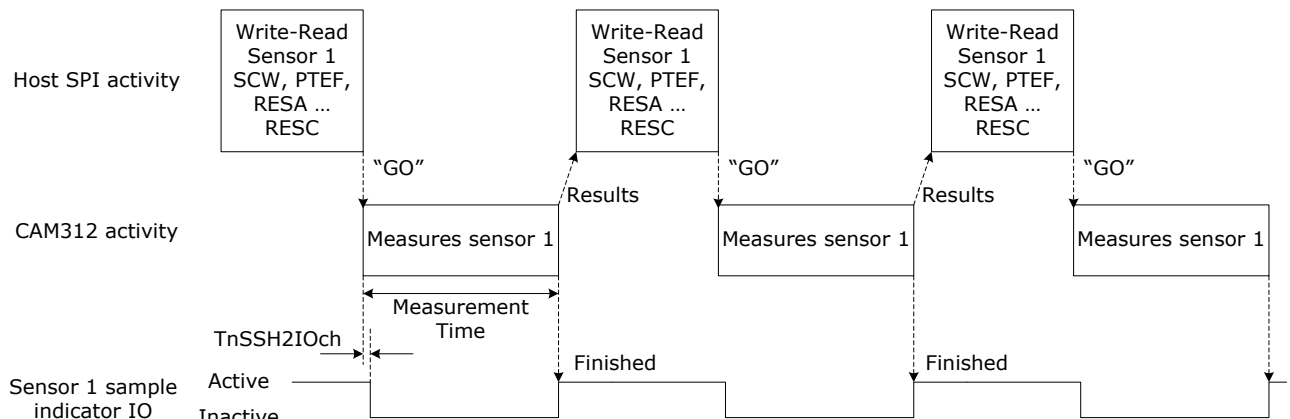 Write-Read
Sensor 1
SCW, PTEF,
RESA ...
RESC
Write-Read
Sensor 1
SCW, PTEF,
RESA ...
RESC
Write-Read
Sensor 1
SCW, PTEF,
RESA ...
RESC
Host SPI activity
“GO”
“GO”
“GO”
Results
Results
CAM312 activity
Measures sensor 1
Measures sensor 1
Measures sensor 1
Measurement
Time
TnSSH2IOch
Finished
Finished
Sensor 1 sample
indicator IO
Active
Inactive